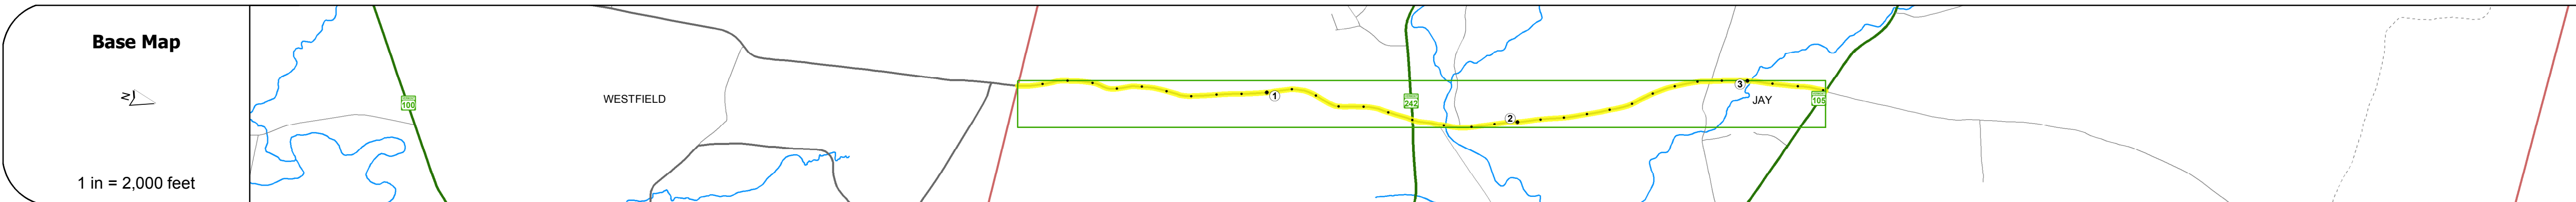 Base Map
N
1 in = 2,000 feet
100
WESTFIELD
1
242
2
3
JAY
105